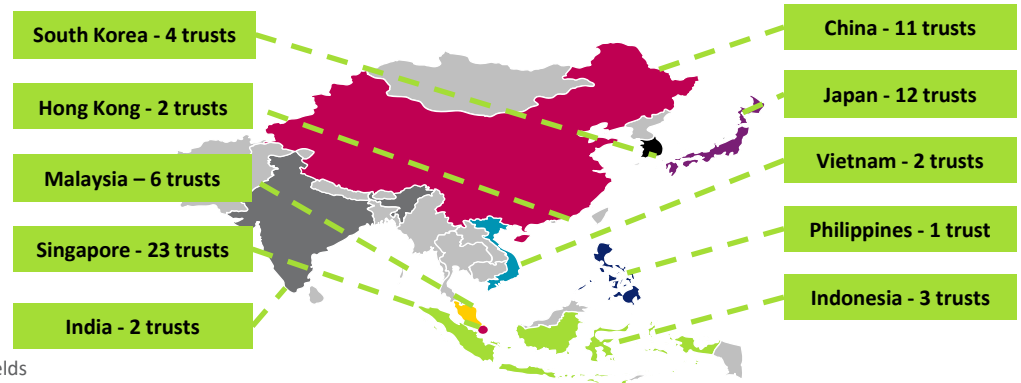 South Korea - 4 trusts
Hong Kong - 2 trusts
Malaysia – 6 trusts
Singapore - 23 trusts
India - 2 trusts
China - 11 trusts
Japan - 12 trusts
Vietnam - 2 trusts
Philippines - 1 trust
Indonesia - 3 trusts